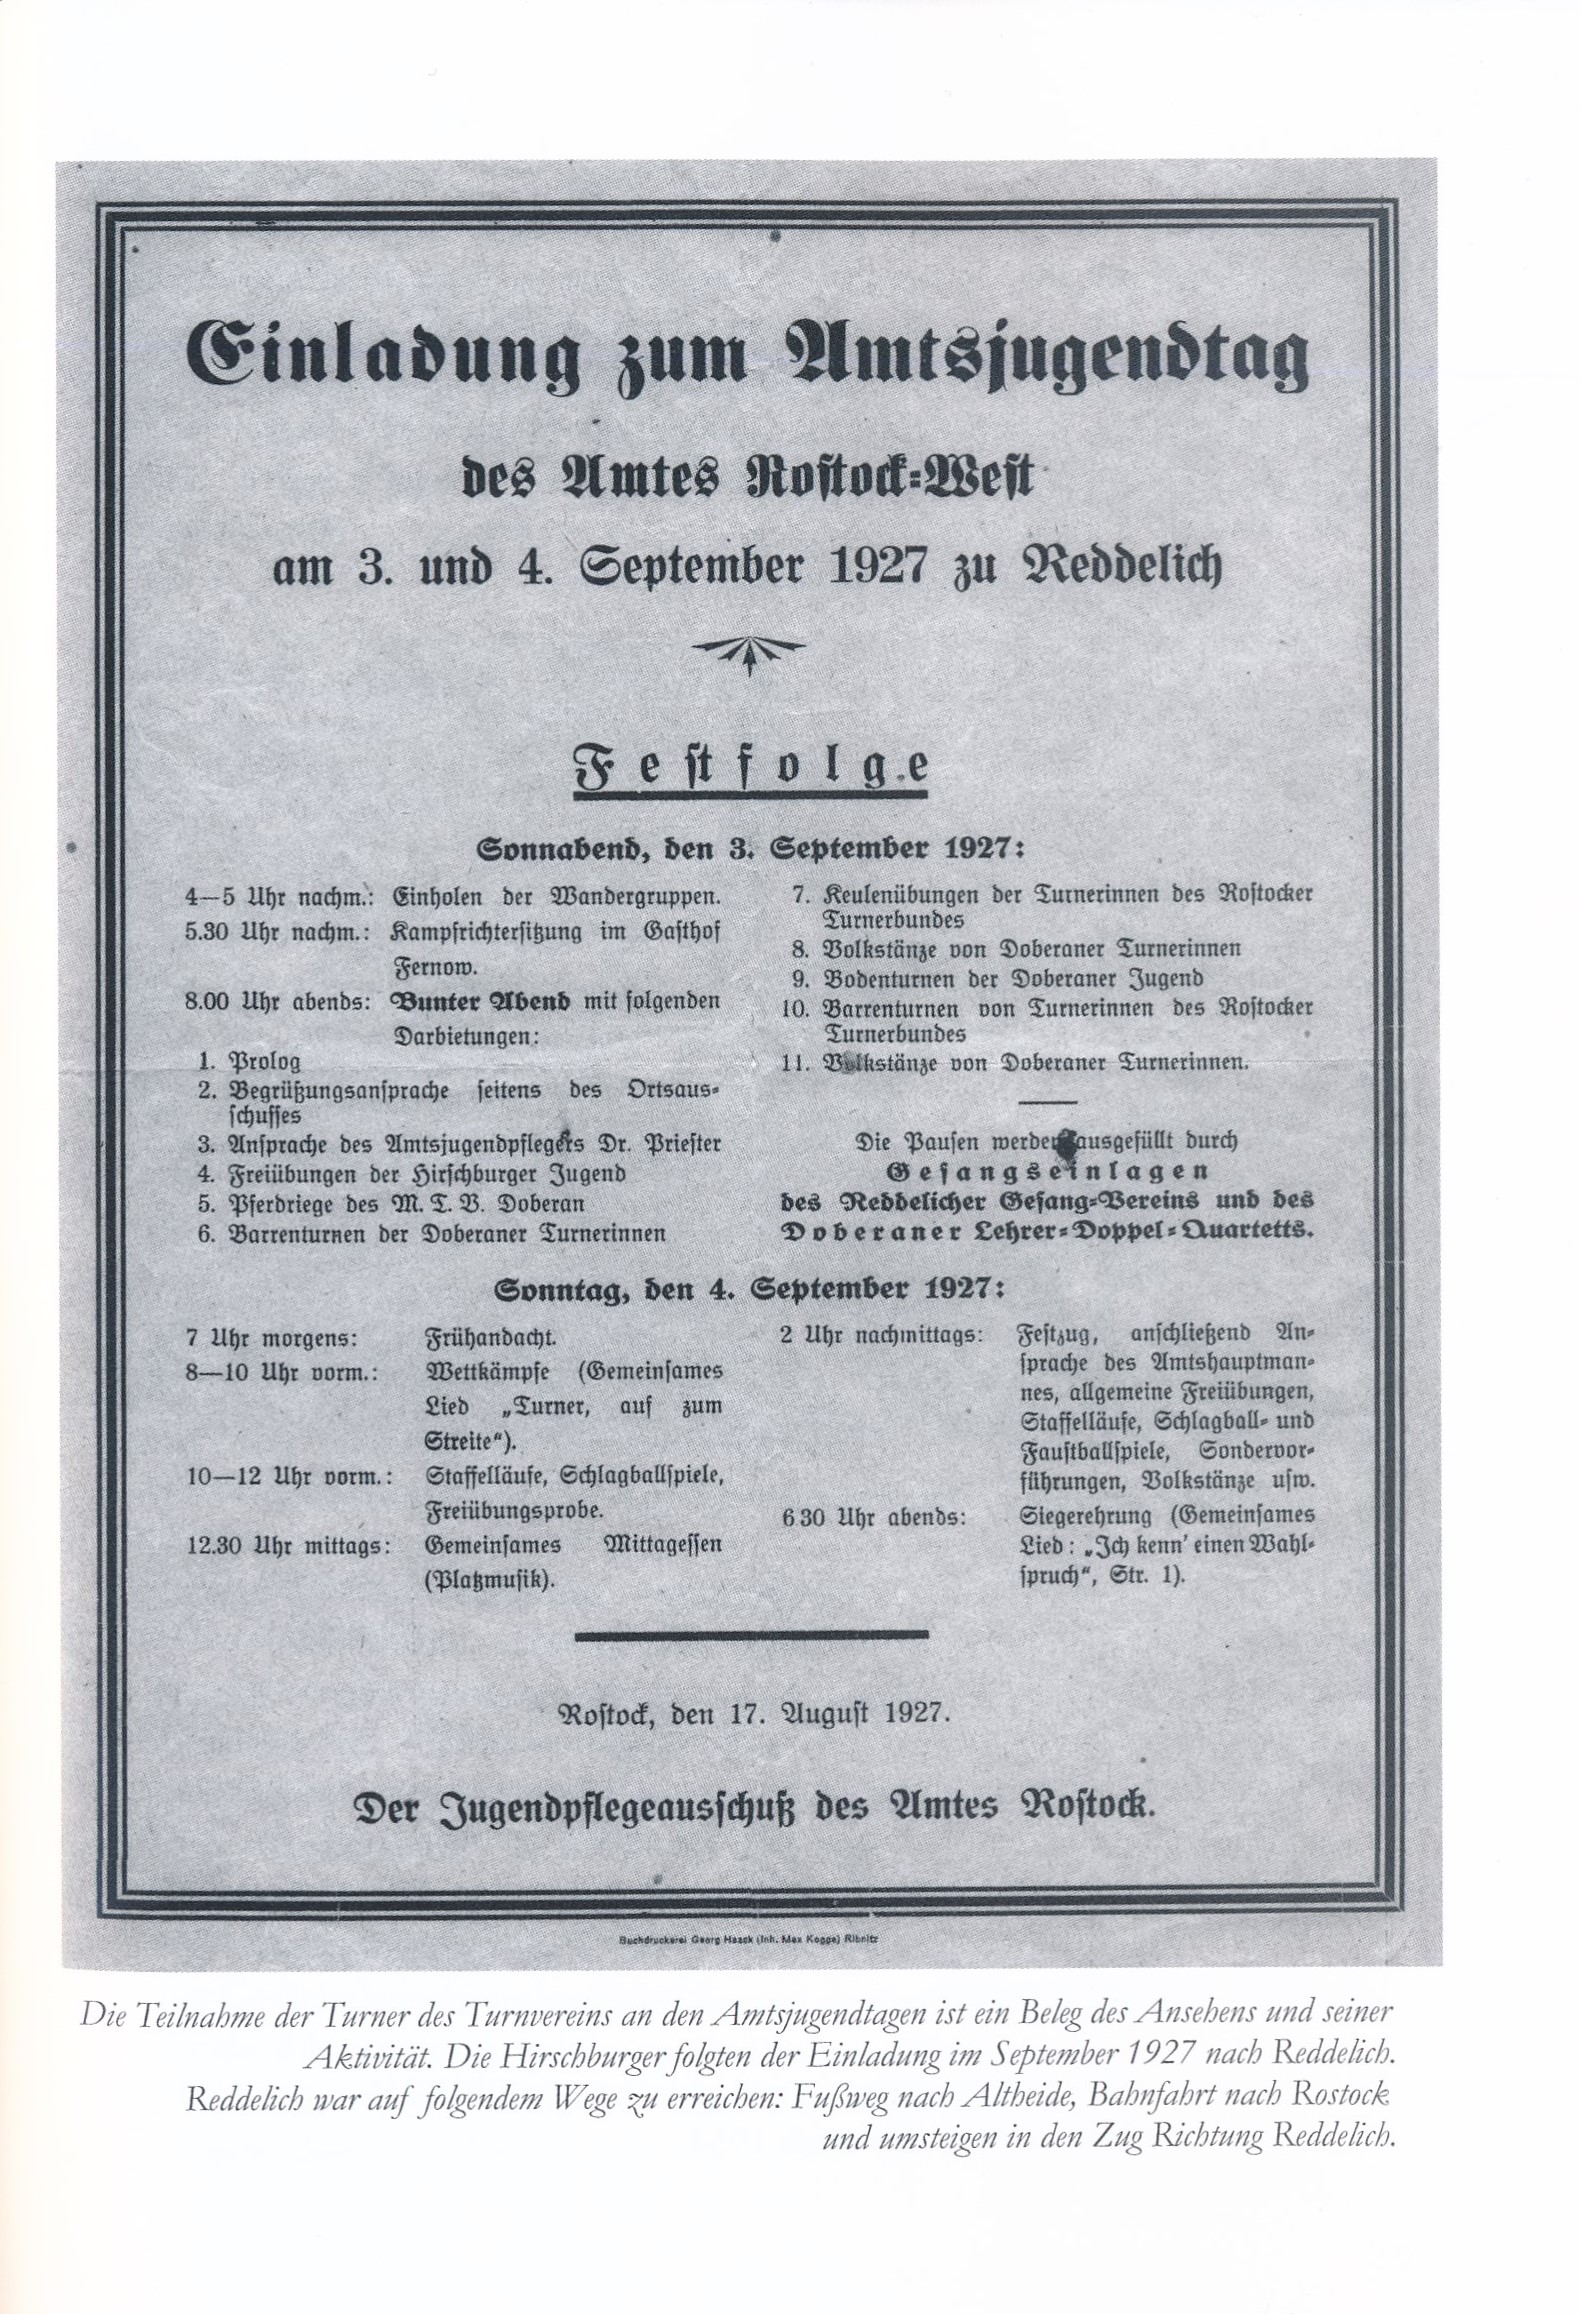 Einladung zum Amtsjugendtag
des Amtes Rostock-West
am 3. und 4. September 1927 zu Reddelich
Festfolge
Sonnabend, den 3. September 1927:
4—5 Uhr nachm.: Einholen der Wandergruppen.
5.30 Uhr nachm.: Kampfrichtersitzung im Gasthof
Fernow.
8.00 Uhr abends: Bunter Abend mit folgenden
Darbietungen:
1. Prolog
2. Begrüßungsansprache seitens des Ortsaus-
schusses
3. Ansprache des Amtsjugendpflegers Dr. Priester
4. Freiübungen der Hirschburger Jugend
5. Pferdriege des M. T. V. Doberan
6. Barrenturnen der Doberaner Turnerinnen
7. Keulenübungen der Turnerinnen des Rostocker
Turnerbundes
8. Volkstänze von Doberaner Turnerinnen
9. Bodenturnen der Doberaner Jugend
10. Barrenturnen von Turnerinnen des Rostocker
Turnerbundes
11. Volkstänze von Doberaner Turnerinnen.
Die Pausen werden ausgefüllt durch
Gesangseinlagen
des Reddelicher Gesang-Vereins und des
Doberaner Lehrer-Doppel-Quartetts.
Sonntag, den 4. September 1927:
7 Uhr morgens: Frühandacht.
8—10 Uhr vorm.: Wettkämpfe (Gemeinsames
Lied „Turner, auf zum
Streite“).
10—12 Uhr vorm.: Staffelläufe, Schlagballspiele,
Freiübungsprobe.
12.30 Uhr mittags: Gemeinsames Mittagessen
(Platzmusik).
2 Uhr nachmittags: Festzug, anschließend An-
sprache des Amtshauptman-
nes, allgemeine Freiübungen,
Staffelläufe, Schlagball- und
Faustballspiele, Sondervor-
führungen, Volkstänze usw.
6 30 Uhr abends: Siegerehrung (Gemeinsames
Lied: „Ich kenn' einen Wahl-
spruch“, Str. 1).
Rostock, den 17. August 1927.
Der Jugendpflegeausschuß des Amtes Rostock.
Buchdruckerei Georg Haack (Inh. Max Kogge) Ribnitz
Die Teilnahme der Turner des Turnvereins an den Amtsjugendtagen ist ein Beleg des Ansehens und seiner
Aktivität. Die Hirschburger folgten der Einladung im September 1927 nach Reddelich.
Reddelich war auf folgendem Wege zu erreichen: Fußweg nach Altheide, Bahnfahrt nach Rostock
und umsteigen in den Zug Richtung Reddelich.